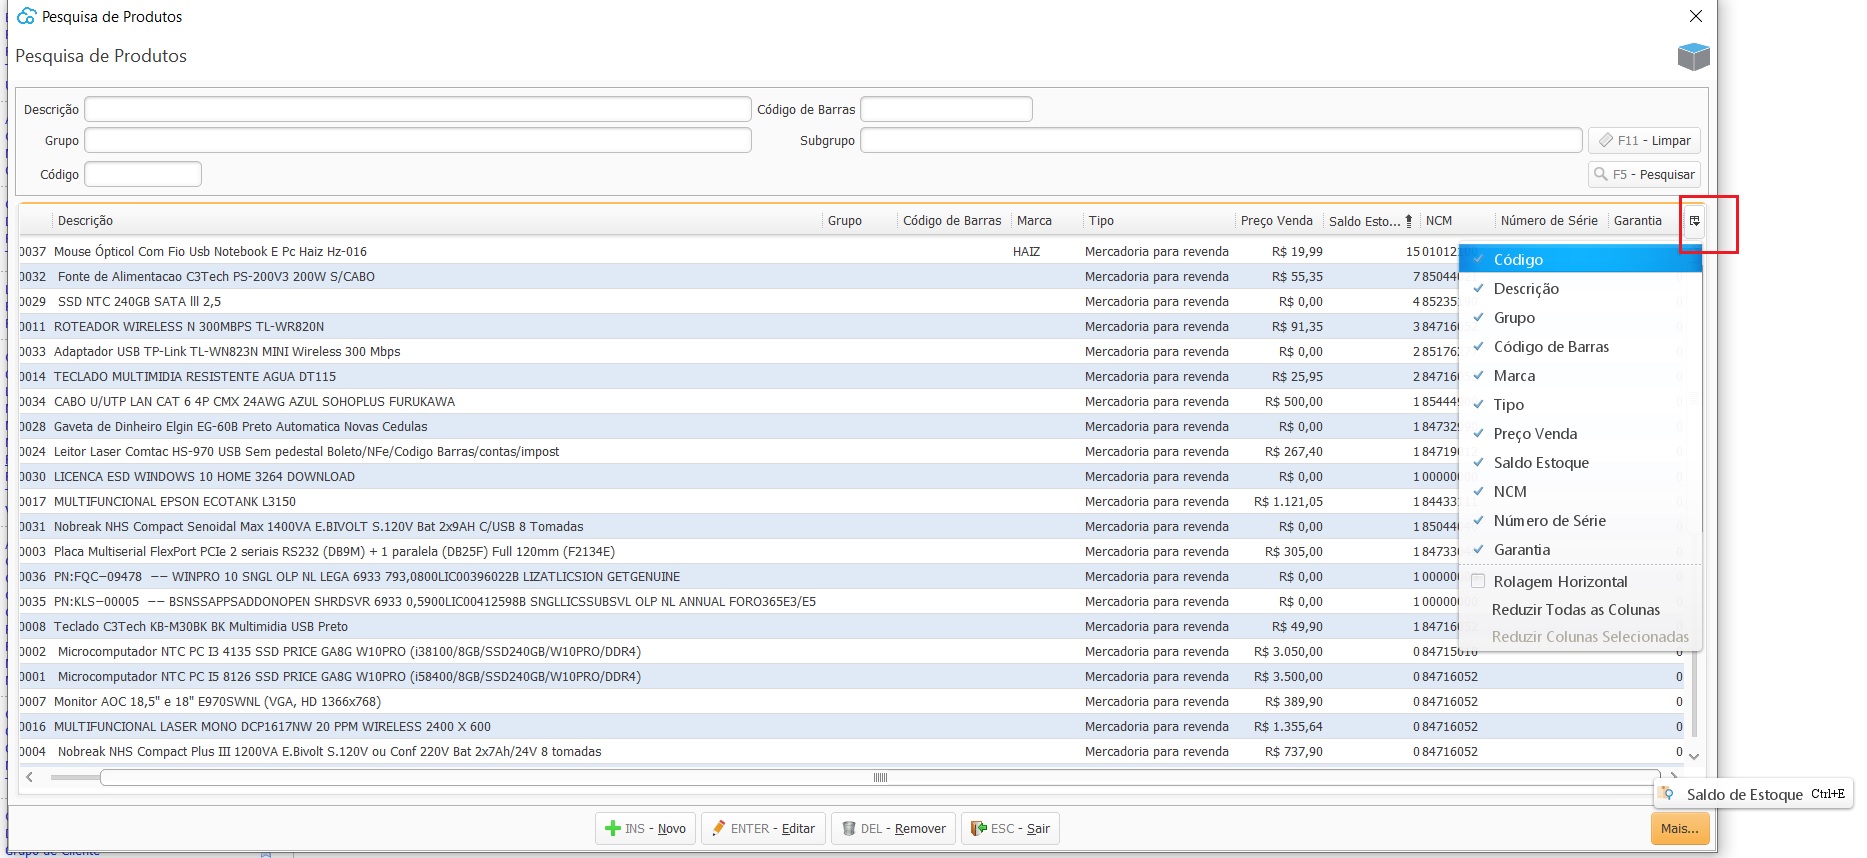 Pesquisa de Produtos
Pesquisa de Produtos
Descrição Código de Barras
Grupo Subgrupo F11 - Limpar
Código F5 - Pesquisar
Descrição Grupo Código de Barras Marca Tipo Preço Venda Saldo Esto... NCM Número de Série Garantia
0037 Mouse Ópticol Com Fio Usb Notebook E Pc Haiz Hz-016 HAIZ Mercadoria para revenda R$ 19,99 15 010121
0032 Fonte de Alimentacao C3Tech PS-200V3 200W S/CABO Mercadoria para revenda R$ 55,35 7 85044
0029 SSD NTC 240GB SATA lll 2,5 Mercadoria para revenda R$ 0,00 4 85235
0011 ROTEADOR WIRELESS N 300MBPS TL-WR820N Mercadoria para revenda R$ 91,35 3 84716
0033 Adaptador USB TP-Link TL-WN823N MINI Wireless 300 Mbps Mercadoria para revenda R$ 0,00 2 85176
0014 TECLADO MULTIMIDIA RESISTENTE AGUA DT115 Mercadoria para revenda R$ 25,95 2 84716
0034 CABO U/UTP LAN CAT 6 4P CMX 24AWG AZUL SOHOPLUS FURUKAWA Mercadoria para revenda R$ 500,00 1 85444
0028 Gaveta de Dinheiro Elgin EG-60B Preto Automatica Novas Cedulas Mercadoria para revenda R$ 0,00 1 84732
0024 Leitor Laser Comtac HS-970 USB Sem pedestal Boleto/NFe/Codigo Barras/contas/impost Mercadoria para revenda R$ 267,40 1 84719
0030 LICENCA ESD WINDOWS 10 HOME 3264 DOWNLOAD Mercadoria para revenda R$ 0,00 1 00000
0017 MULTIFUNCIONAL EPSON ECOTANK L3150 Mercadoria para revenda R$ 1.121,05 1 84433
0031 Nobreak NHS Compact Senoidal Max 1400VA E.BIVOLT S.120V Bat 2x9AH C/USB 8 Tomadas Mercadoria para revenda R$ 0,00 1 85044
0003 Placa Multiserial FlexPort PCIe 2 seriais RS232 (DB9M) + 1 paralela (DB25F) Full 120mm (F2134E) Mercadoria para revenda R$ 305,00 1 84733
0036 PN:FQC−09478 −− WINPRO 10 SNGL OLP NL LEGA 6933 793,0800LIC00396022B LIZATLICSION GETGENUINE Mercadoria para revenda R$ 0,00 1 00000
0035 PN:KLS−00005 −− BSNSSAPPSADDONOPEN SHRDSVR 6933 0,5900LIC00412598B SNGLLICSSUBSVL OLP NL ANNUAL FORO365E3/E5 Mercadoria para revenda R$ 0,00 1 00000
0008 Teclado C3Tech KB-M30BK BK Multimidia USB Preto Mercadoria para revenda R$ 49,90 1 84716
0002 Microcomputador NTC PC I3 4135 SSD PRICE GA8G W10PRO (i38100/8GB/SSD240GB/W10PRO/DDR4) Mercadoria para revenda R$ 3.050,00 0 84715010 0
0001 Microcomputador NTC PC I5 8126 SSD PRICE GA8G W10PRO (i58400/8GB/SSD240GB/W10PRO/DDR4) Mercadoria para revenda R$ 3.500,00 0 84716052 0
0007 Monitor AOC 18,5" e 18" E970SWNL (VGA, HD 1366x768) Mercadoria para revenda R$ 389,90 0 84716052 0
0016 MULTIFUNCIONAL LASER MONO DCP1617NW 20 PPM WIRELESS 2400 X 600 Mercadoria para revenda R$ 1.355,64 0 84716052 0
0004 Nobreak NHS Compact Plus III 1200VA E.Bivolt S.120V ou Conf 220V Bat 2x7Ah/24V 8 tomadas Mercadoria para revenda R$ 737,90 0 84716052 0
Código
Descrição
Grupo
Código de Barras
Marca
Tipo
Preço Venda
Saldo Estoque
NCM
Número de Série
Garantia
Rolagem Horizontal
Reduzir Todas as Colunas
Reduzir Colunas Selecionadas
Saldo de Estoque Ctrl+E
INS - Novo ENTER - Editar DEL - Remover ESC - Sair Mais...
Grupo de Cliente